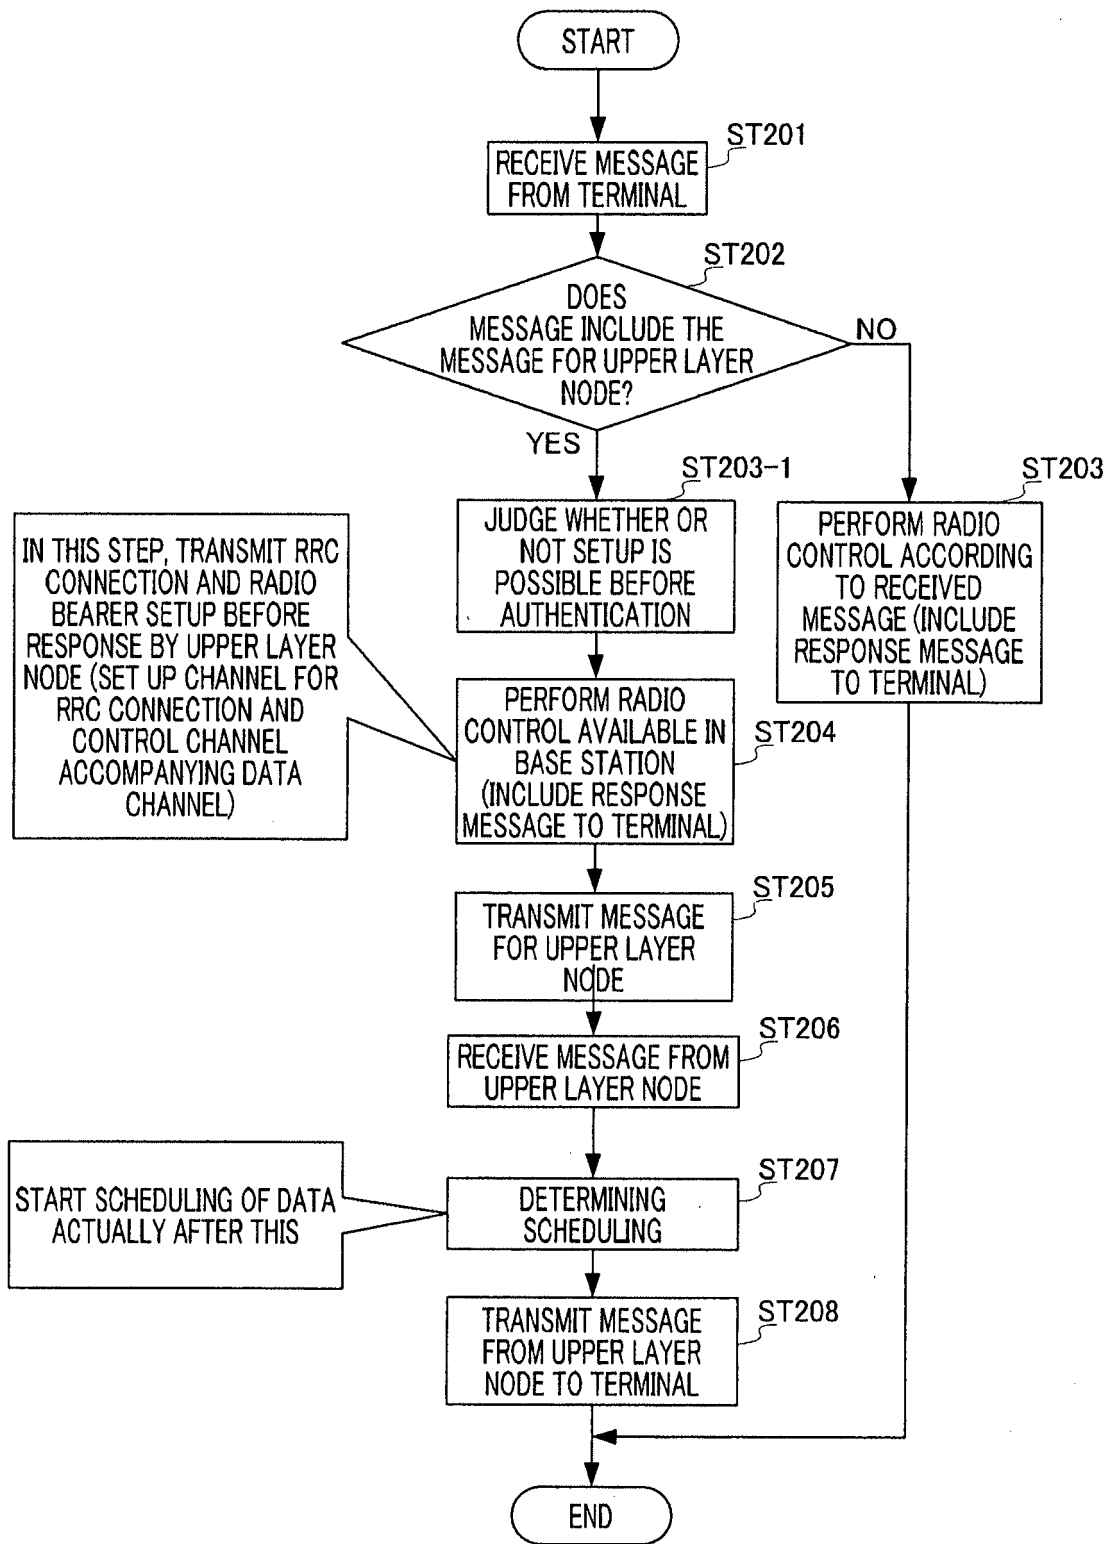 START
ST201
RECEIVE MESSAGE
FROM TERMINAL
ST202
DOES
MESSAGE INCLUDE THE
MESSAGE FOR UPPER LAYER
NODE?
NO
YES
ST203-1
JUDGE WHETHER OR
NOT SETUP IS
POSSIBLE BEFORE
AUTHENTICATION
ST203
PERFORM RADIO
CONTROL ACCORDING
TO RECEIVED
MESSAGE (INCLUDE
RESPONSE MESSAGE
TO TERMINAL)
IN THIS STEP, TRANSMIT RRC
CONNECTION AND RADIO
BEARER SETUP BEFORE
RESPONSE BY UPPER LAYER
NODE (SET UP CHANNEL FOR
RRC CONNECTION AND
CONTROL CHANNEL
ACCOMPANYING DATA
CHANNEL)
ST204
PERFORM RADIO
CONTROL AVAILABLE IN
BASE STATION
(INCLUDE RESPONSE
MESSAGE TO TERMINAL)
ST205
TRANSMIT MESSAGE
FOR UPPER LAYER
NODE
ST206
RECEIVE MESSAGE FROM
UPPER LAYER NODE
ST207
DETERMINING
SCHEDULING
START SCHEDULING OF DATA
ACTUALLY AFTER THIS
ST208
TRANSMIT MESSAGE
FROM UPPER LAYER
NODE TO TERMINAL
END